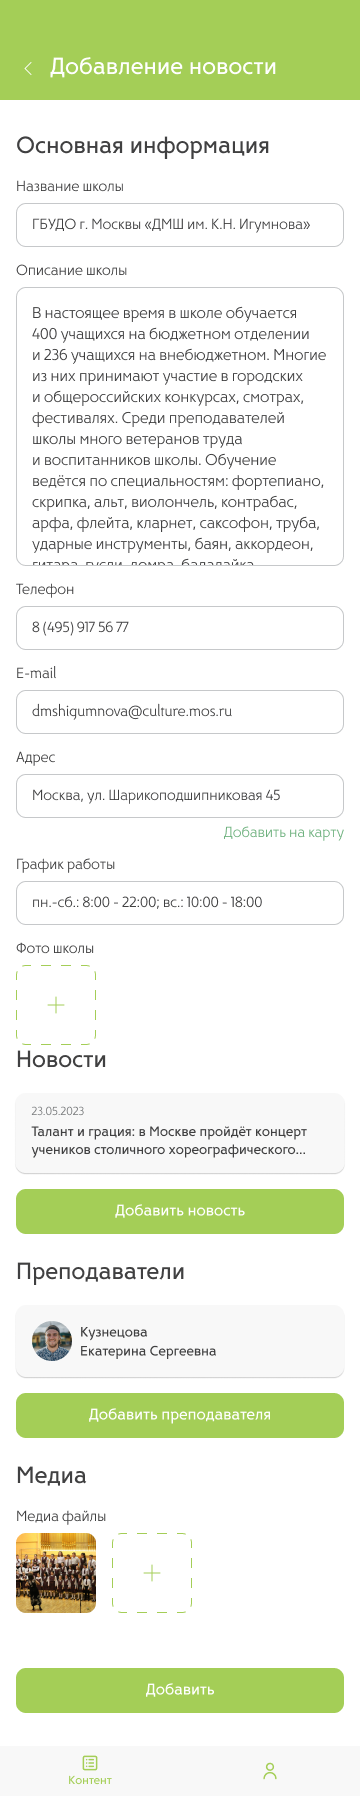 Добавление новости
Основная информация
Название школы
ГБУДО г. Москвы «ДМШ им. К.Н. Игумнова»
Описание школы
В настоящее время в школе обучается
400 учащихся на бюджетном отделении
и 236 учащихся на внебюджетном. Многие
из них принимают участие в городских
и общероссийских конкурсах, смотрах,
фестивалях. Среди преподавателей
школы много ветеранов труда
и воспитанников школы. Обучение
ведётся по специальностям: фортепиано,
скрипка, альт, виолончель, контрабас,
арфа, флейта, кларнет, саксофон, труба,
ударные инструменты, баян, аккордеон,
гитара, гусли, домра, балалайка
Телефон
8 (495) 917 56 77
E-mail
dmshigumnova@culture.mos.ru
Адрес
Москва, ул. Шарикоподшипниковая 45
Добавить на карту
График работы
пн.-сб.: 8:00 - 22:00; вс.: 10:00 - 18:00
Фото школы
Новости
23.05.2023
Талант и грация: в Москве пройдёт концерт
учеников столичного хореографического...
Добавить новость
Преподаватели
Кузнецова
Екатерина Сергеевна
Добавить преподавателя
Медиа
Медиа файлы
Добавить
Контент